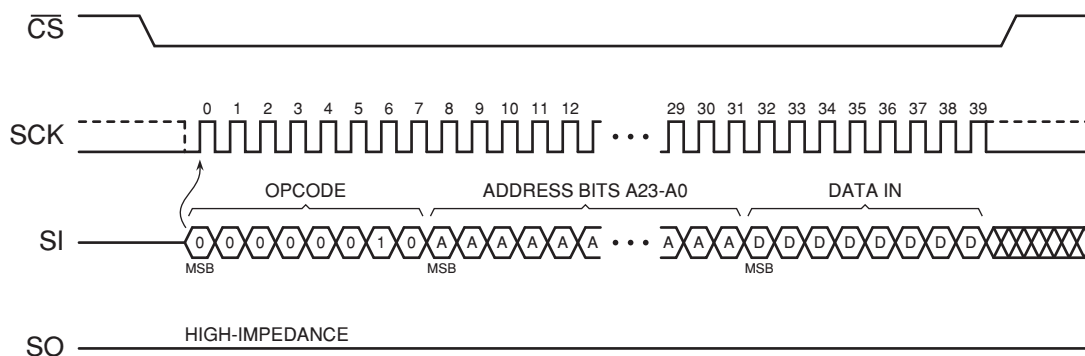 CS
0 1 2 3 4 5 6 7 8 9 10 11 12 29 30 31 32 33 34 35 36 37 38 39
SCK
OPCODE ADDRESS BITS A23-A0 DATA IN
SI 0 0 0 0 0 0 1 0 A A A A A A A A A D D D D D D D D
MSB MSB MSB
HIGH-IMPEDANCE
SO